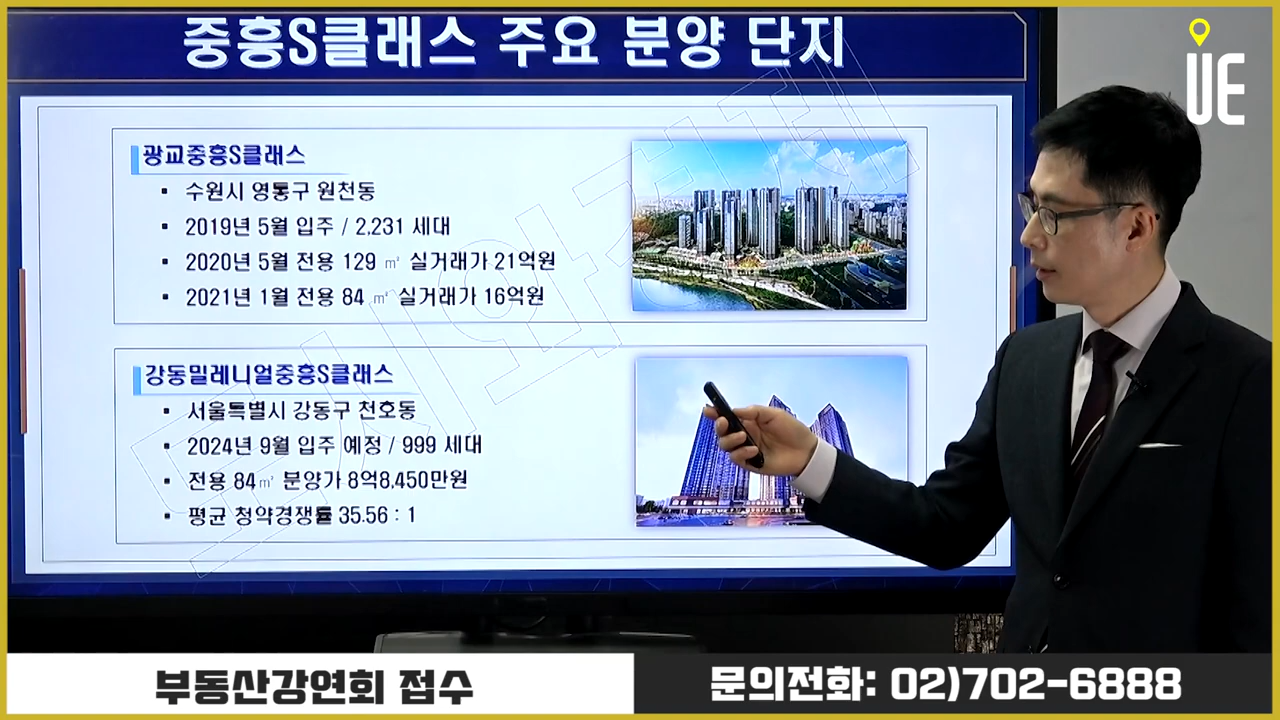 중흥S클래스 주요 분양 단지
UE
광교중흥S클래스
▪ 수원시 영통구 원천동
▪ 2019년 5월 입주 / 2,231 세대
▪ 2020년 5월 전용 129 ㎡ 실거래가 21억원
▪ 2021년 1월 전용 84 ㎡ 실거래가 16억원
강동밀레니얼중흥S클래스
▪ 서울특별시 강동구 천호동
▪ 2024년 9월 입주 예정 / 999 세대
▪ 전용 84㎡ 분양가 8억8,450만원
▪ 평균 청약경쟁률 35.56 : 1
도시와경제
부동산강연회 접수
문의전화: 02)702-6888